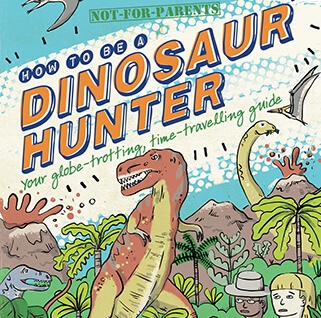 NOT-FOR-PARENTS
HOW TO BE A
DINOSAUR
HUNTER
Your globe-trotting, time-travelling guide